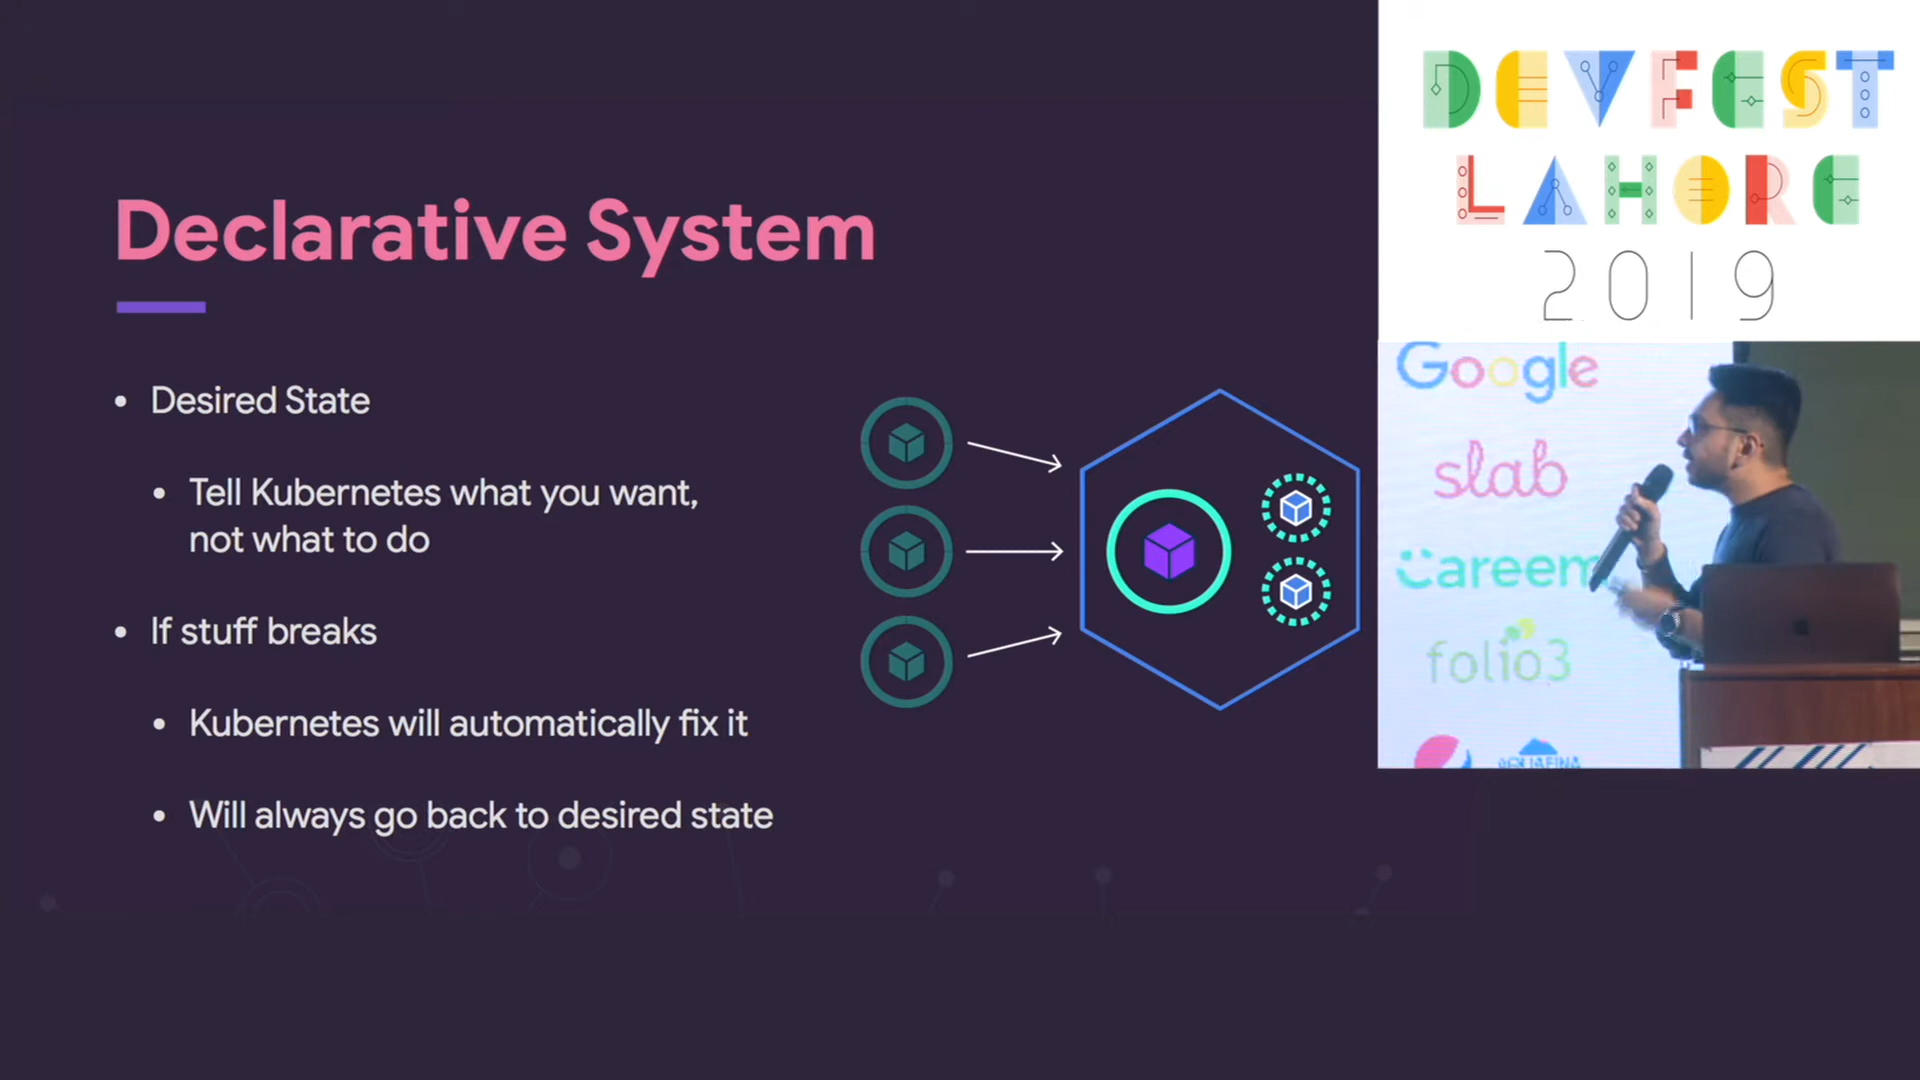 Declarative System
• Desired State
• Tell Kubernetes what you want,
not what to do
• If stuff breaks
• Kubernetes will automatically fix it
• Will always go back to desired state
DEVFEST
LAHORE
2019
Google
slab
Careem
folio3
AQUAFINA